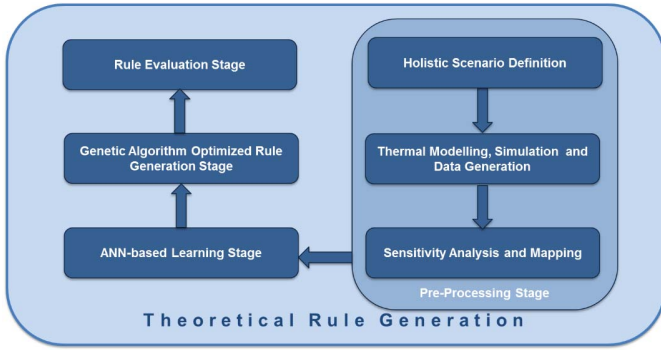 Rule Evaluation Stage
Holistic Scenario Definition
Genetic Algorithm Optimized Rule
Generation Stage
Thermal Modelling, Simulation and
Data Generation
ANN-based Learning Stage
Sensitivity Analysis and Mapping
Pre-Processing Stage
Theoretical Rule Generation